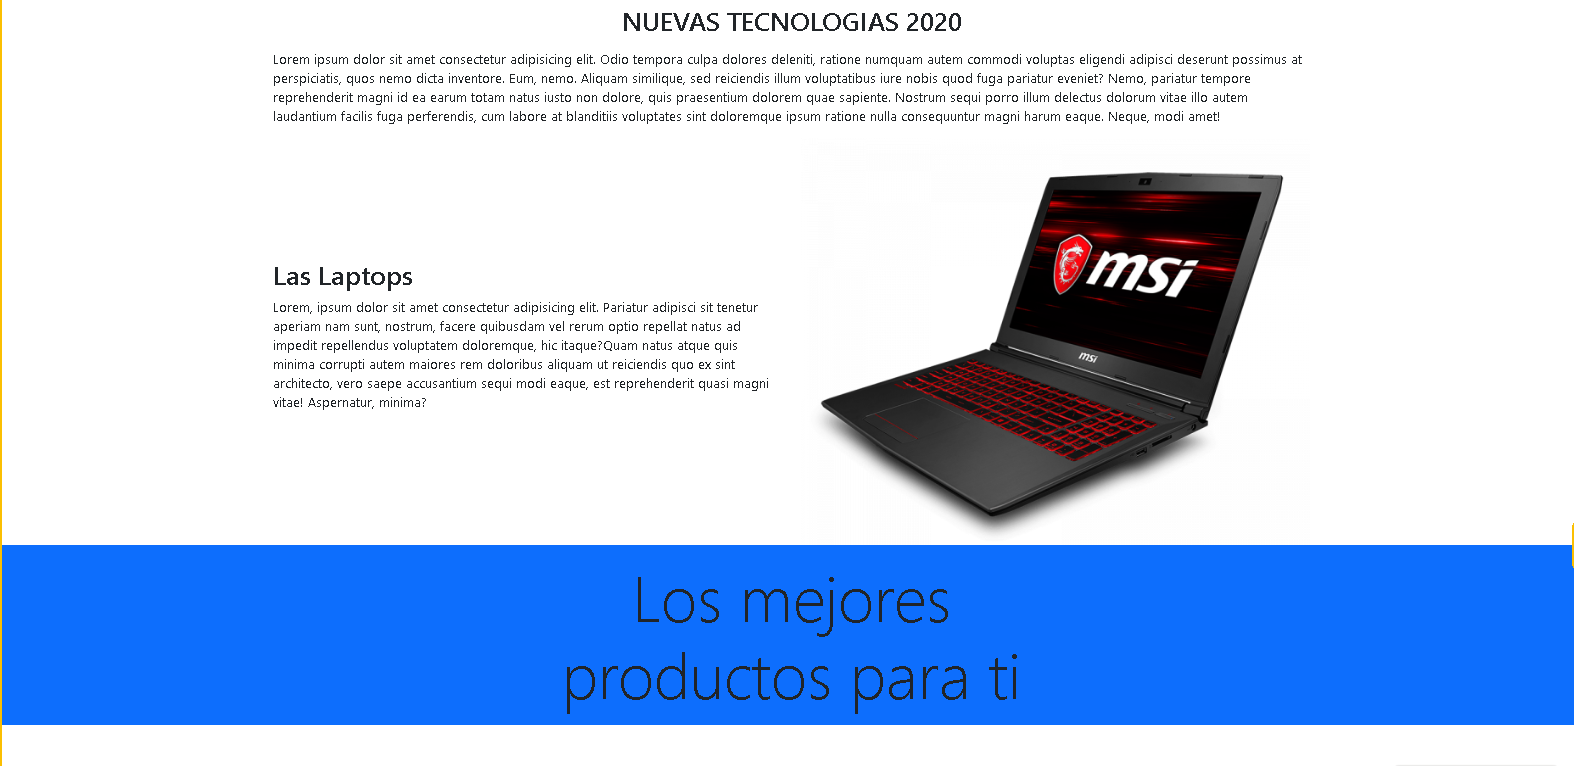 NUEVAS TECNOLOGIAS 2020
Lorem ipsum dolor sit amet consectetur adipisicing elit. Odio tempora culpa dolores deleniti, ratione numquam autem commodi voluptas eligendi adipisci deserunt possimus at
perspiciatis, quos nemo dicta inventore. Eum, nemo. Aliquam similique, sed reiciendis illum voluptatibus iure nobis quod fuga pariatur eveniet? Nemo, pariatur tempore
reprehenderit magni id ea earum totam natus iusto non dolore, quis praesentium dolorem quae sapiente. Nostrum sequi porro illum delectus dolorum vitae illo autem
laudantium facilis fuga perferendis, cum labore at blanditiis voluptates sint doloremque ipsum ratione nulla consequuntur magni harum eaque. Neque, modi amet!
msi
msi
Las Laptops
Lorem, ipsum dolor sit amet consectetur adipisicing elit. Pariatur adipisci sit tenetur
aperiam nam sunt, nostrum, facere quibusdam vel rerum optio repellat natus ad
impedit repellendus voluptatem doloremque, hic itaque?Quam natus atque quis
minima corrupti autem maiores rem doloribus aliquam ut reiciendis quo ex sint
architecto, vero saepe accusantium sequi modi eaque, est reprehenderit quasi magni
vitae! Aspernatur, minima?
Los mejores
productos para ti